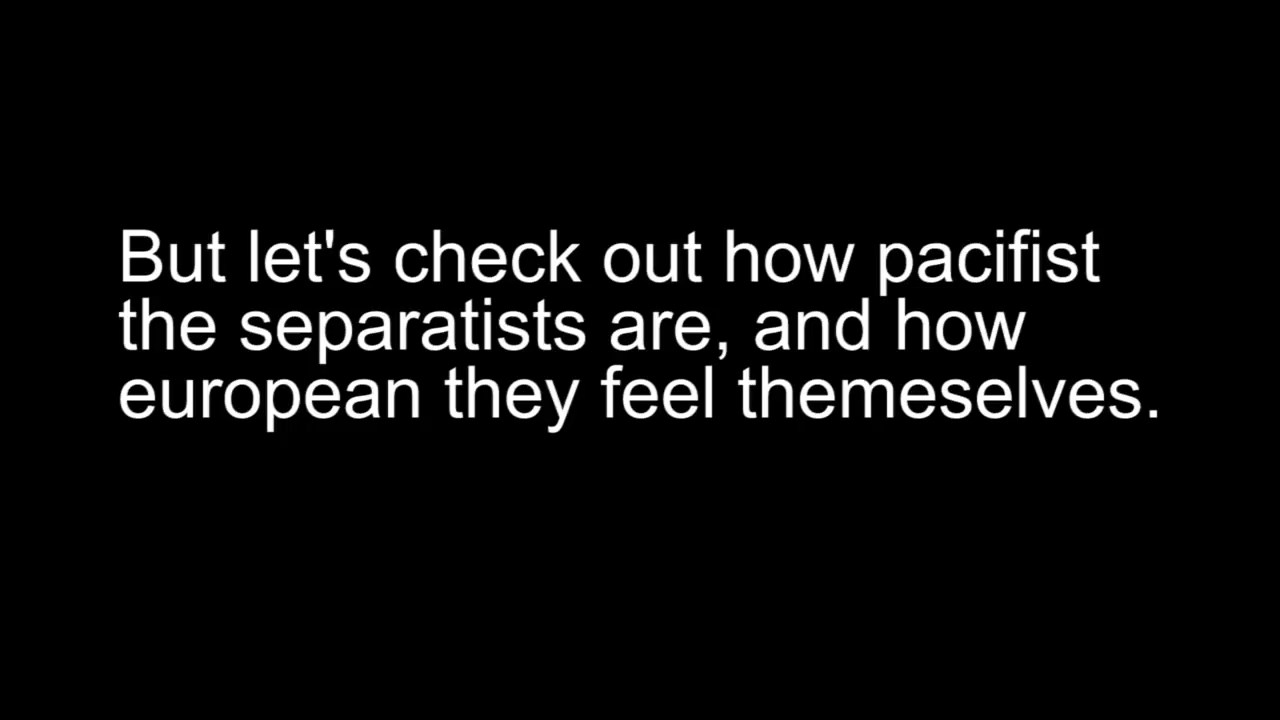 But let's check out how pacifist
the separatists are, and how
european they feel themeselves.